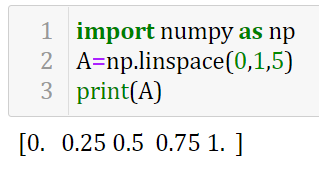 1 import numpy as np
2 A=np.linspace(0,1,5)
3 print(A)
[0.   0.25 0.5  0.75 1.  ]